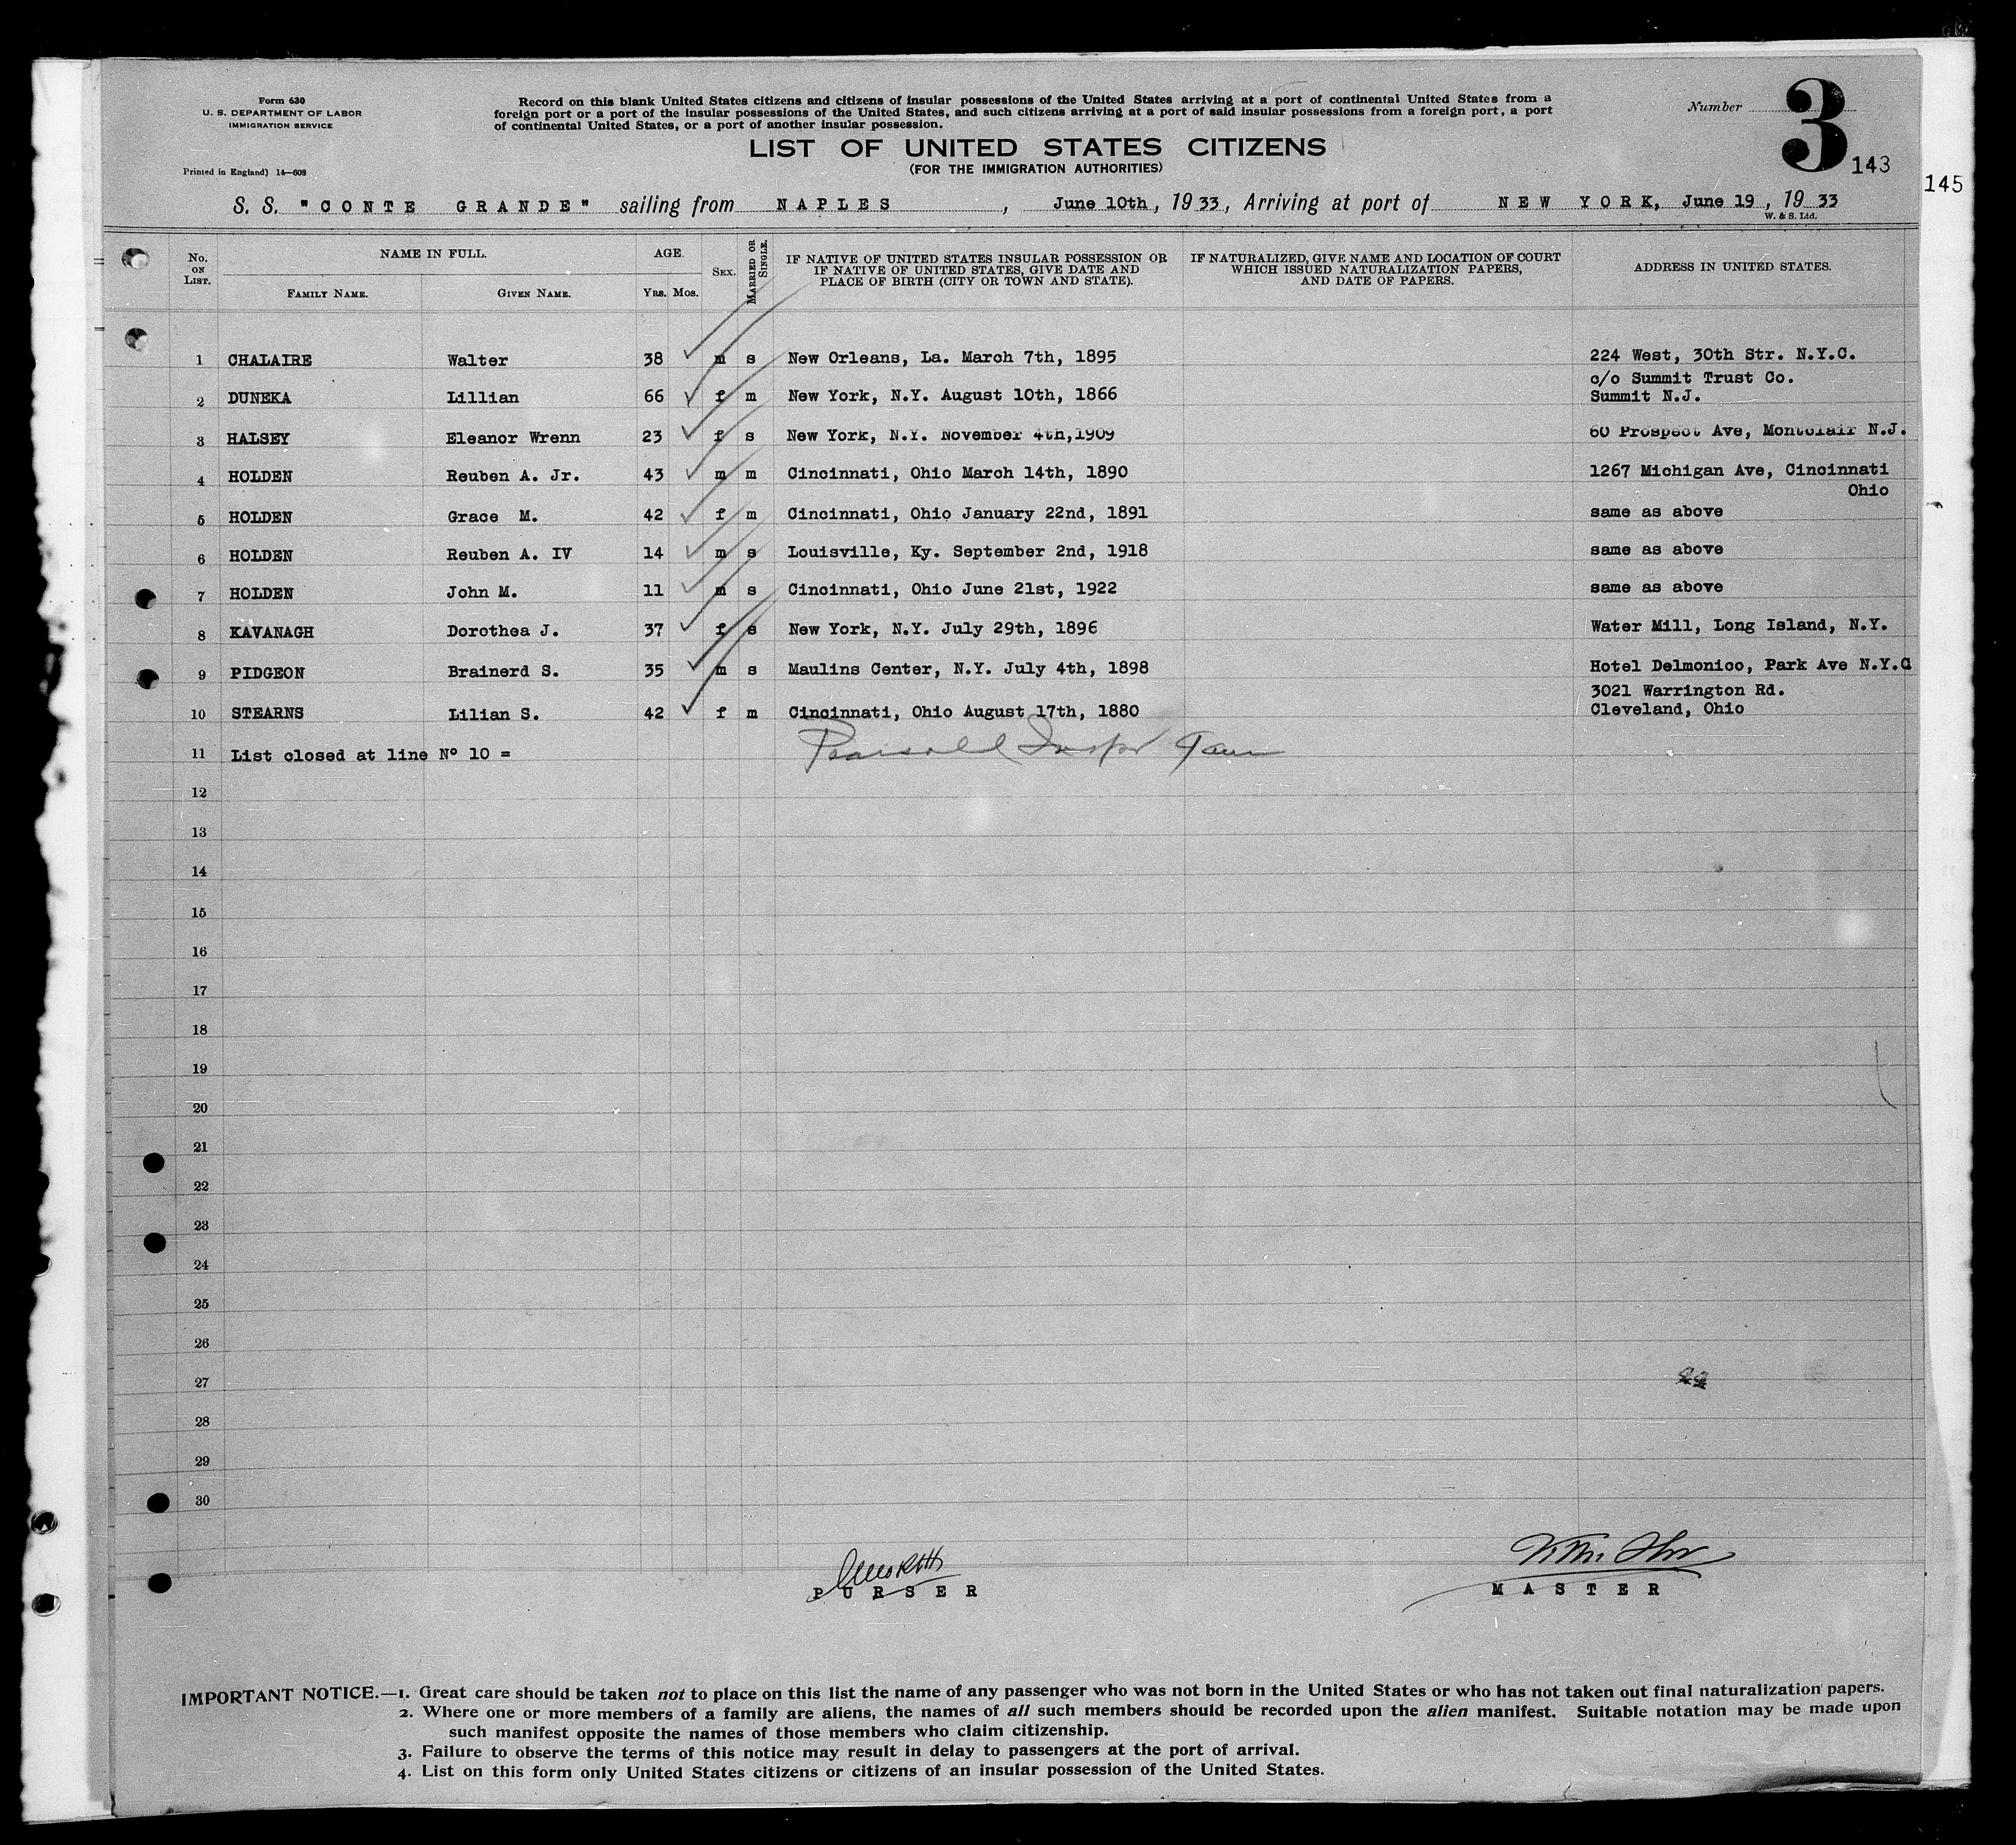 Form 630
U. S. DEPARTMENT OF LABOR
IMMIGRATION SERVICE
Printed in England) 14—608
Record on this blank United States citizens and citizens of insular possessions of the United States arriving at a port of continental United States from a
foreign port or a port of the insular possessions of the United States, and such citizens arriving at a port of said insular possessions from a foreign port, a port
of continental United States, or a port of another insular possession.
Number 3
143
145
LIST OF UNITED STATES CITIZENS
(FOR THE IMMIGRATION AUTHORITIES)
S. S. "CONTE GRANDE" sailing from NAPLES, June 10th, 1933, Arriving at port of NEW YORK, June 19, 1933
W. & S. Ltd.
No. ON LIST. NAME IN FULL. AGE. SEX. MARRIED OR SINGLE. IF NATIVE OF UNITED STATES INSULAR POSSESSION OR IF NATIVE OF UNITED STATES, GIVE DATE AND PLACE OF BIRTH (CITY OR TOWN AND STATE). IF NATURALIZED, GIVE NAME AND LOCATION OF COURT WHICH ISSUED NATURALIZATION PAPERS, AND DATE OF PAPERS. ADDRESS IN UNITED STATES.
FAMILY NAME. GIVEN NAME. YRS. MOS.
1 CHALAIRE Walter 38 m s New Orleans, La. March 7th, 1895 224 West, 30th Str. N.Y.C.
c/o Summit Trust Co.
2 DUNEKA Lillian 66 f m New York, N.Y. August 10th, 1866 Summit N.J.
3 HALSEY Eleanor Wrenn 23 f s New York, N.Y. November 4th,1909 60 Prospect Ave, Montclair N.J.
4 HOLDEN Reuben A. Jr. 43 m m Cincinnati, Ohio March 14th, 1890 1267 Michigan Ave, Cincinnati
Ohio
5 HOLDEN Grace M. 42 f m Cincinnati, Ohio January 22nd, 1891 same as above
6 HOLDEN Reuben A. IV 14 m s Louisville, Ky. September 2nd, 1918 same as above
7 HOLDEN John M. 11 m s Cincinnati, Ohio June 21st, 1922 same as above
8 KAVANAGH Dorothea J. 37 f s New York, N.Y. July 29th, 1896 Water Mill, Long Island, N.Y.
9 PIDGEON Brainerd S. 35 m s Maulins Center, N.Y. July 4th, 1898 Hotel Delmonico, Park Ave N.Y.C
3021 Warrington Rd.
10 STEARNS Lilian S. 42 f m Cincinnati, Ohio August 17th, 1880 Cleveland, Ohio
11 List closed at line Nº 10 =
12
13
14
15
16
17
18
19
20
21
22
23
24
25
26
27
28
29
30
PURSER
MASTER
IMPORTANT NOTICE.—1. Great care should be taken not to place on this list the name of any passenger who was not born in the United States or who has not taken out final naturalization papers.
2. Where one or more members of a family are aliens, the names of all such members should be recorded upon the alien manifest. Suitable notation may be made upon
such manifest opposite the names of those members who claim citizenship.
3. Failure to observe the terms of this notice may result in delay to passengers at the port of arrival.
4. List on this form only United States citizens or citizens of an insular possession of the United States.